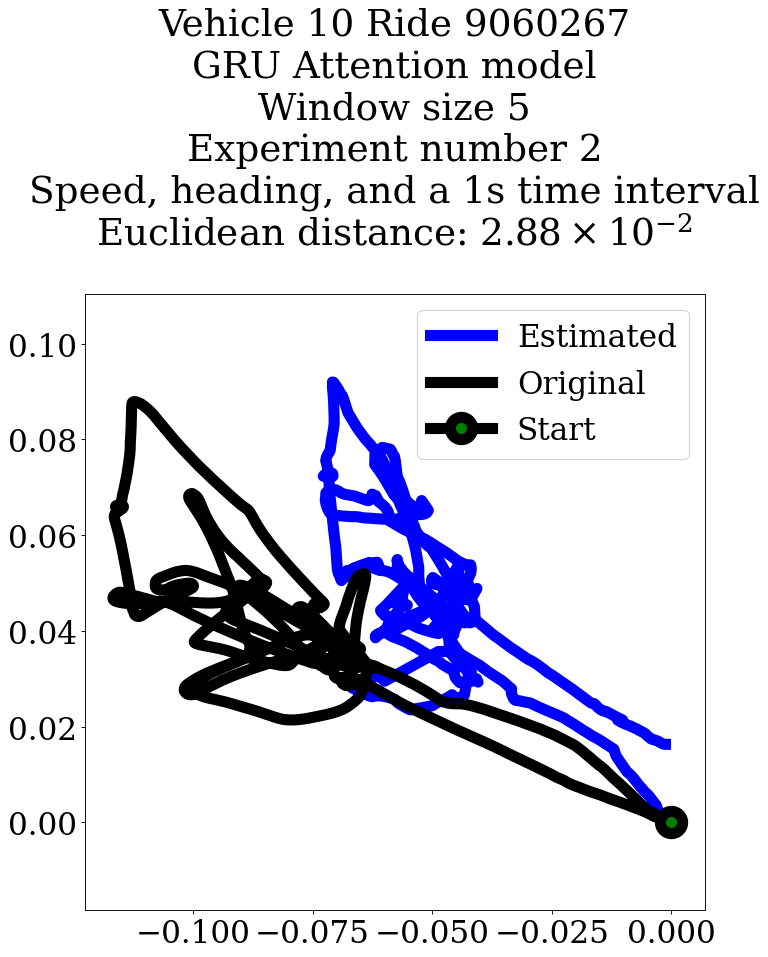 Vehicle 10 Ride 9060267
GRU Attention model
Window size 5
Experiment number 2
Speed, heading, and a 1s time interval
Euclidean distance: 2.88 × 10⁻²
Estimated
Original
Start
0.10
0.08
0.06
0.04
0.02
0.00
−0.100 −0.075 −0.050 −0.025 0.000